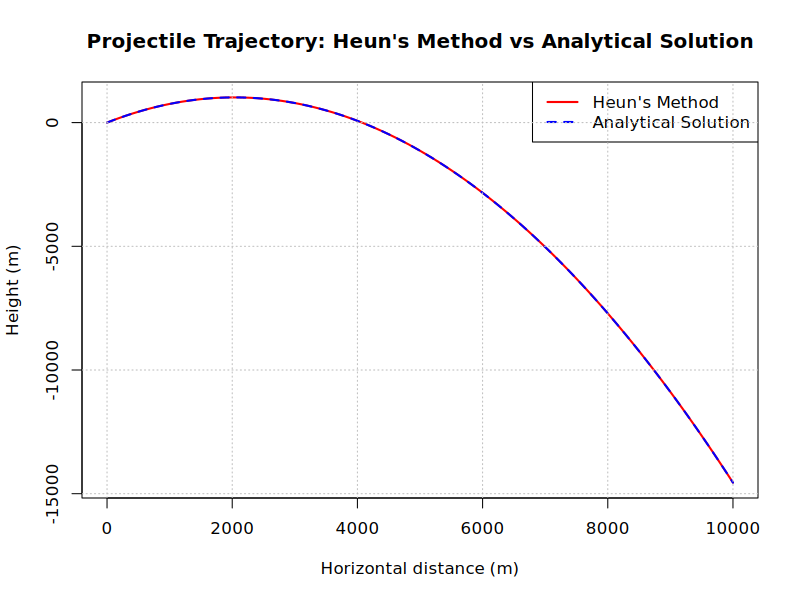 Projectile Trajectory: Heun's Method vs Analytical Solution
Heun's Method
Analytical Solution
0
-5000
-10000
-15000
Height (m)
0
2000
4000
6000
8000
10000
Horizontal distance (m)